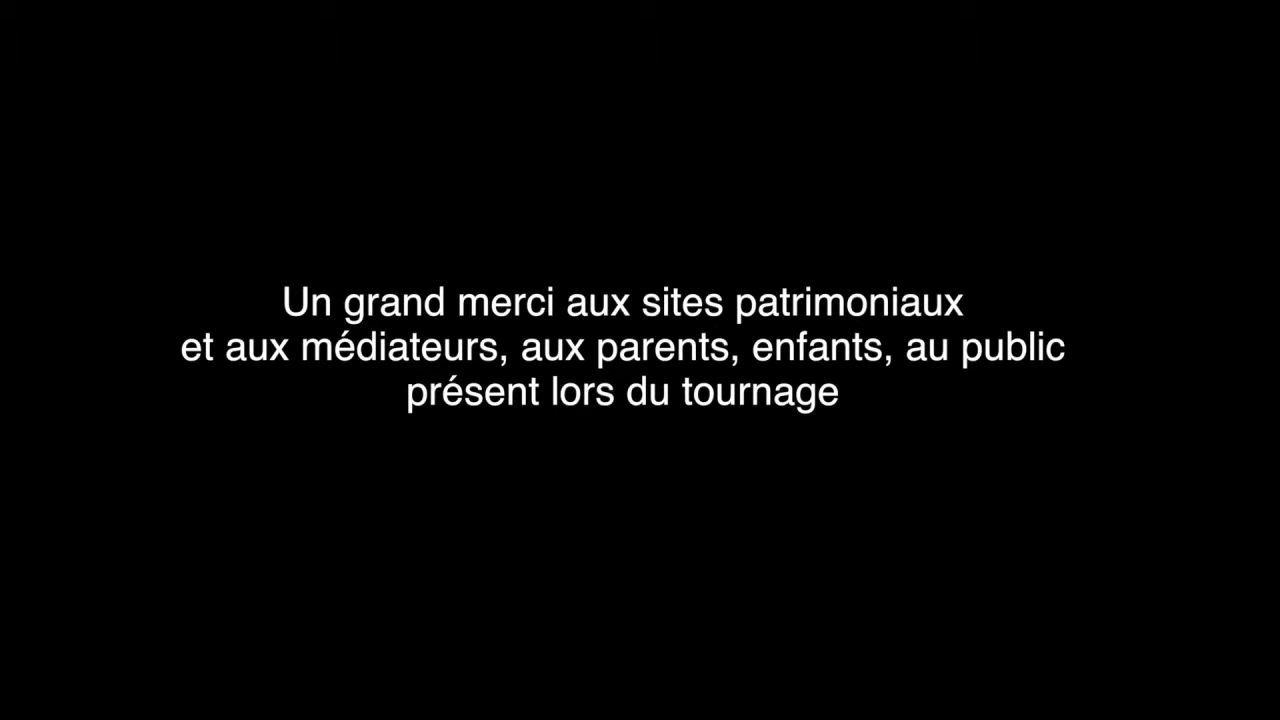 Un grand merci aux sites patrimoniaux
et aux médiateurs, aux parents, enfants, au public
présent lors du tournage